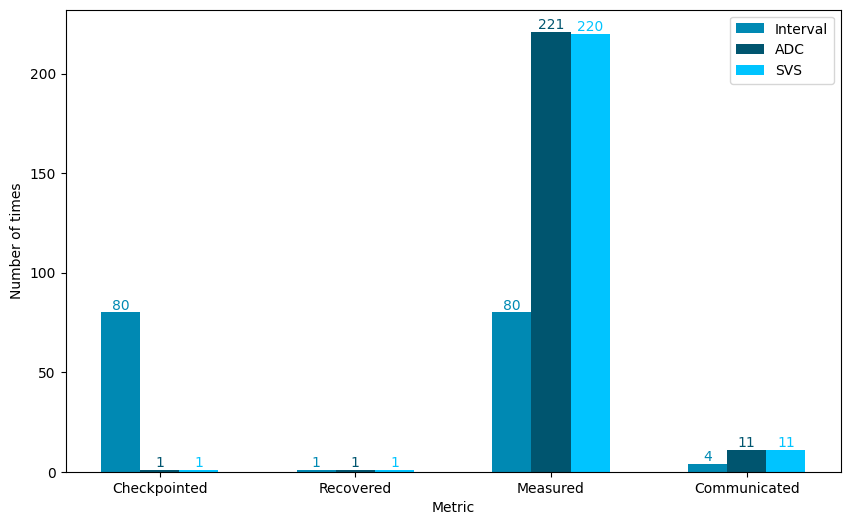 Interval
ADC
SVS
Number of times
200
150
100
50
0
80
1
1
1
1
1
80
221
220
4
11
11
Checkpointed
Recovered
Measured
Communicated
Metric